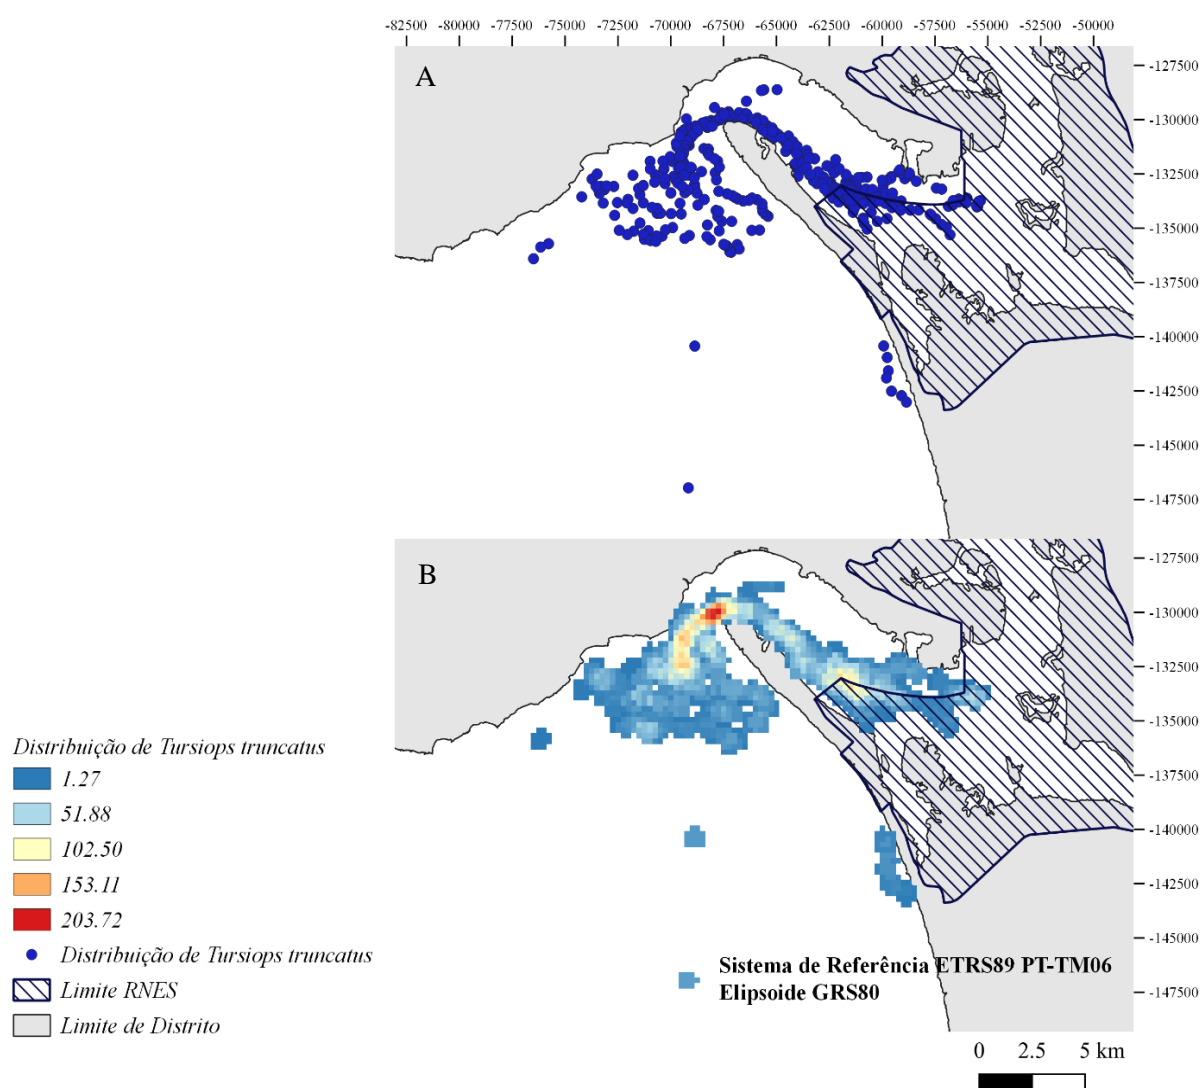 -82500 -80000 -77500 -75000 -72500 -70000 -67500 -65000 -62500 -60000 -57500 -55000 -52500 -50000
A
-127500
-130000
-132500
-135000
-137500
-140000
-142500
-145000
-147500
B
-127500
-130000
-132500
-135000
-137500
-140000
-142500
-145000
-147500
Distribuição de Tursiops truncatus
1.27
51.88
102.50
153.11
203.72
Distribuição de Tursiops truncatus
Limite RNES
Limite de Distrito
Sistema de Referência ETRS89 PT-TM06
Elipsoide GRS80
0 2.5 5 km